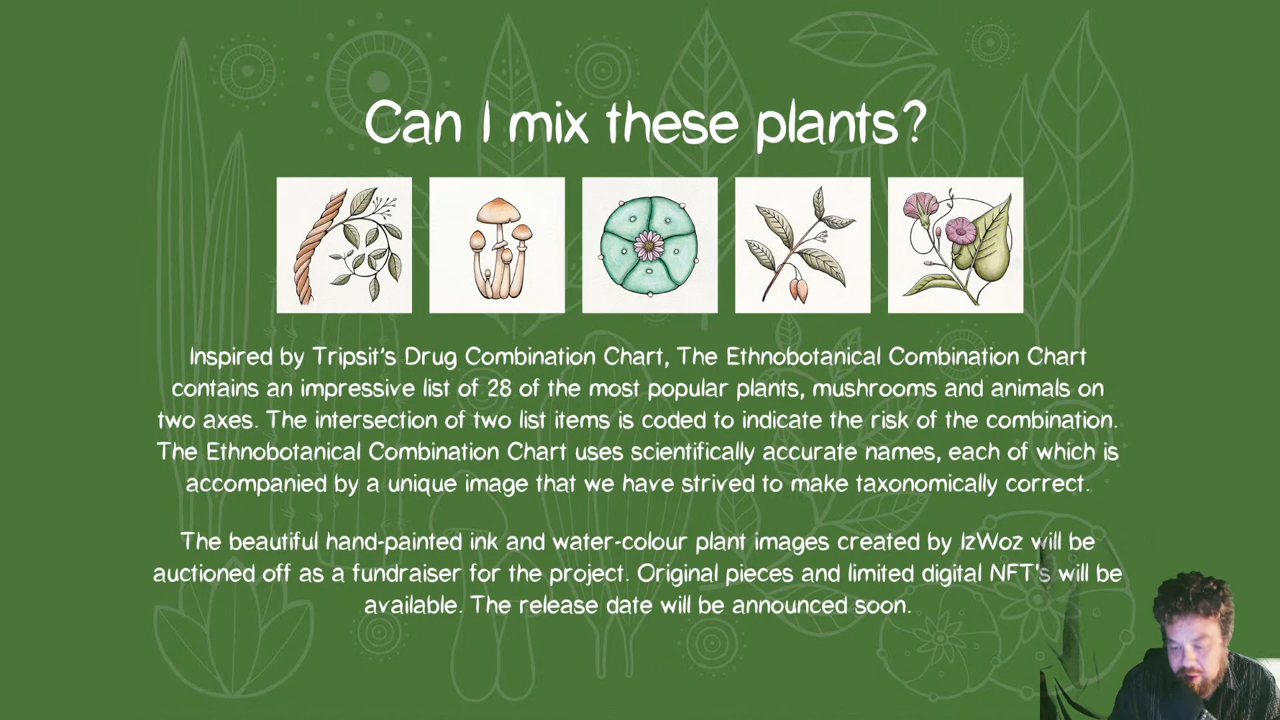 Can I mix these plants?
Inspired by Tripsit's Drug Combination Chart, The Ethnobotanical Combination Chart
contains an impressive list of 28 of the most popular plants, mushrooms and animals on
two axes. The intersection of two list items is coded to indicate the risk of the combination.
The Ethnobotanical Combination Chart uses scientifically accurate names, each of which is
accompanied by a unique image that we have strived to make taxonomically correct.
The beautiful hand-painted ink and water-colour plant images created by IzWoz will be
auctioned off as a fundraiser for the project. Original pieces and limited digital NFT's will be
available. The release date will be announced soon.